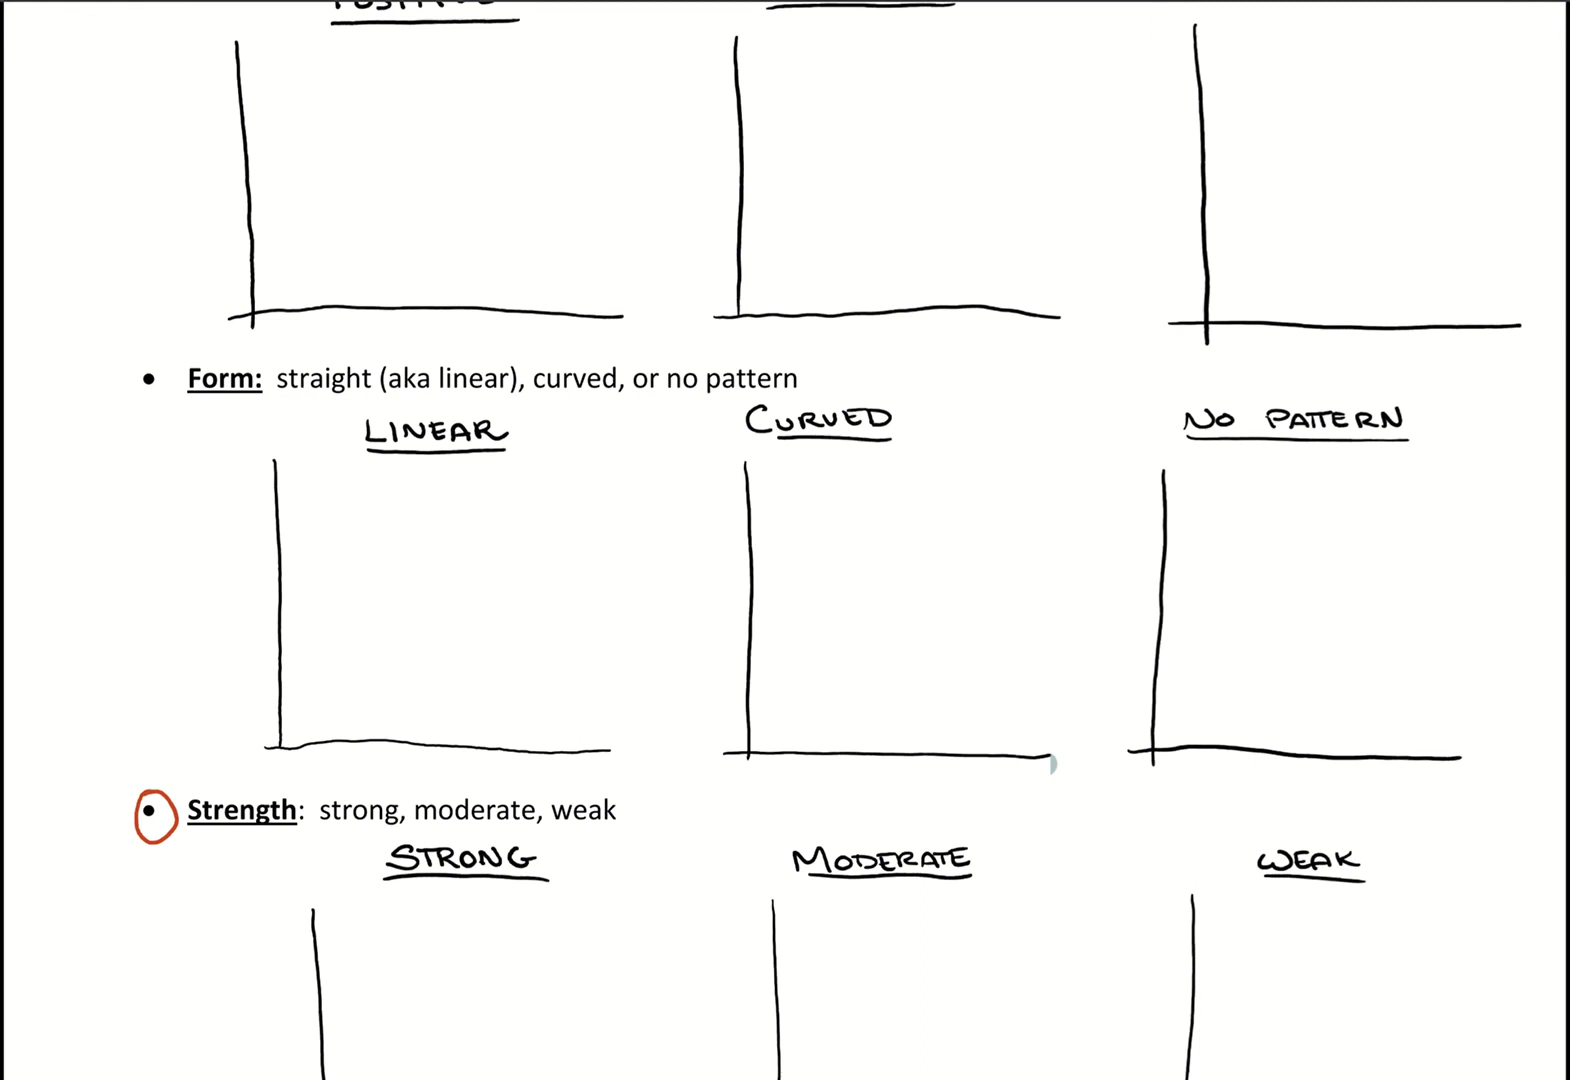 • Form: straight (aka linear), curved, or no pattern
LINEAR CURVED NO PATTERN
• Strength: strong, moderate, weak
STRONG MODERATE WEAK